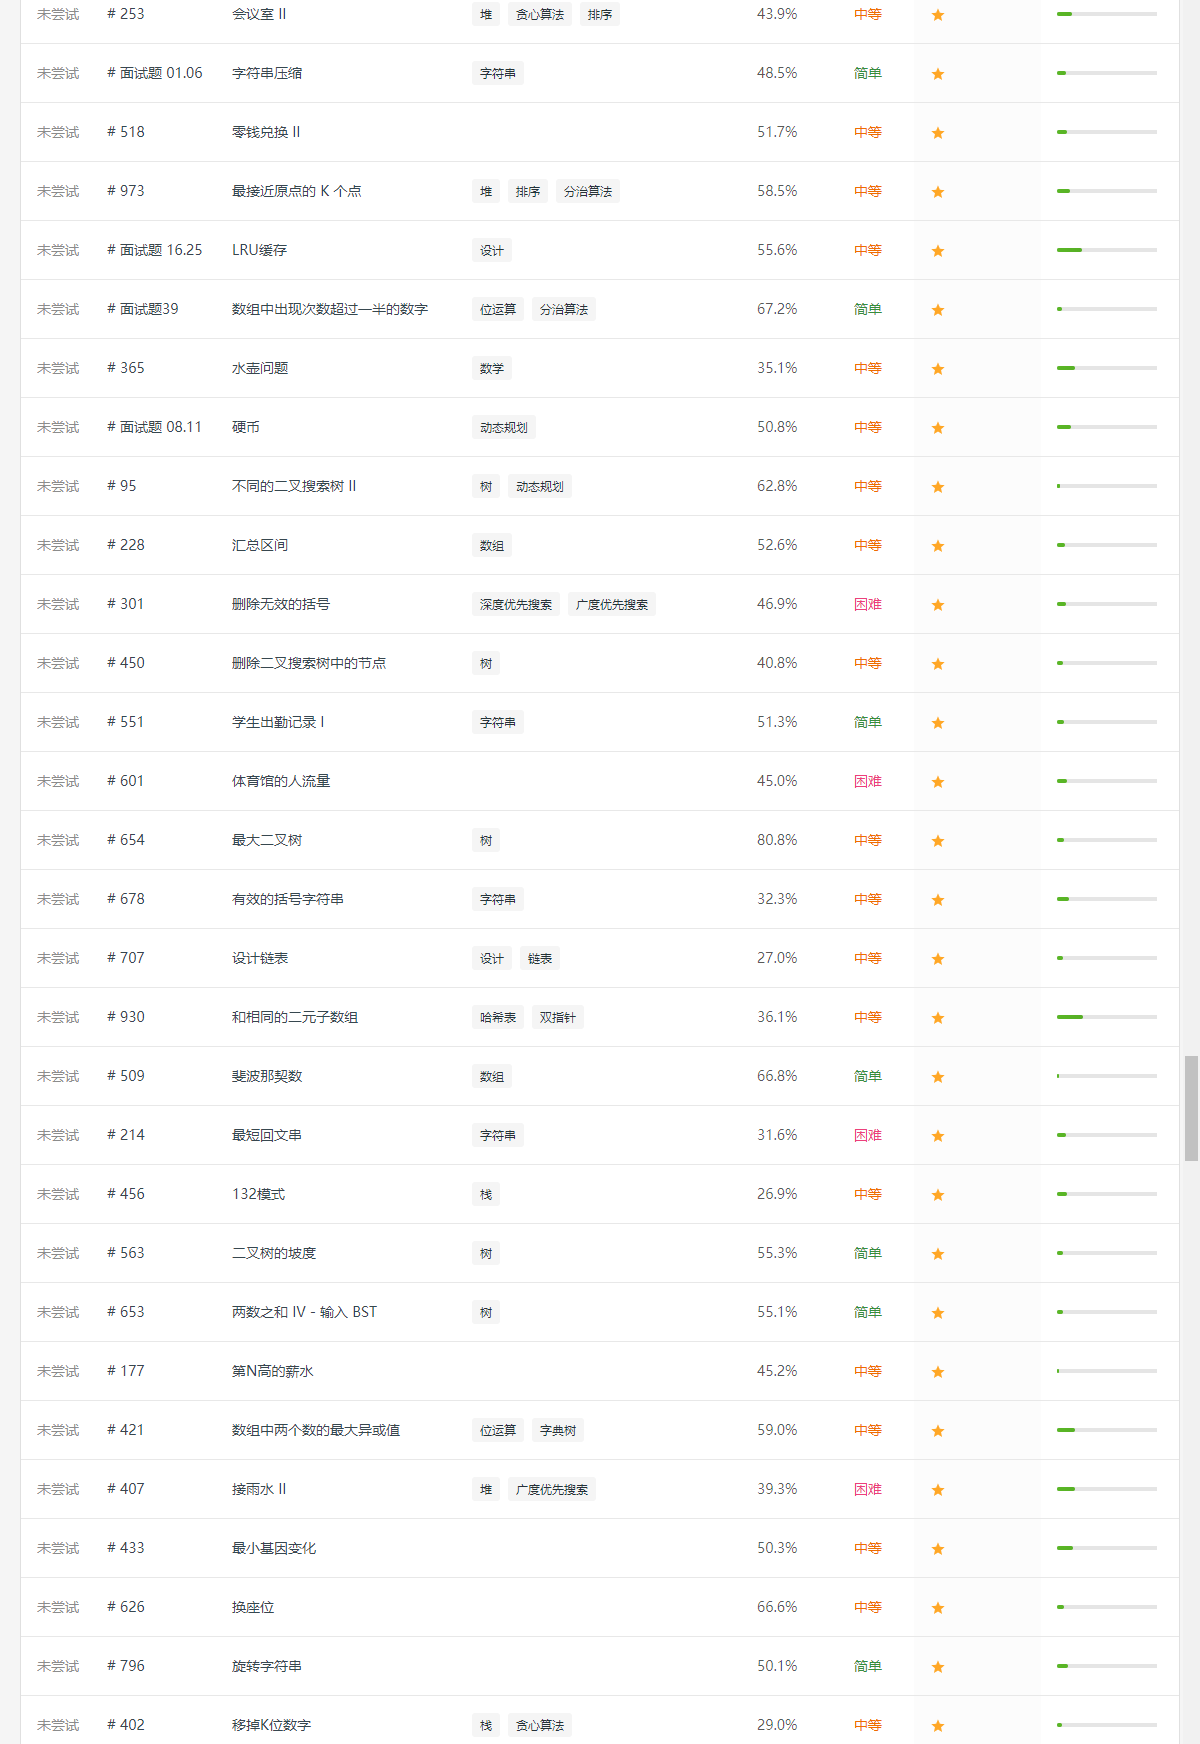 未尝试 # 253 会议室 II 堆 贪心算法 排序 43.9% 中等
未尝试 # 面试题 01.06 字符串压缩 字符串 48.5% 简单
未尝试 # 518 零钱兑换 II 51.7% 中等
未尝试 # 973 最接近原点的 K 个点 堆 排序 分治算法 58.5% 中等
未尝试 # 面试题 16.25 LRU缓存 设计 55.6% 中等
未尝试 # 面试题39 数组中出现次数超过一半的数字 位运算 分治算法 67.2% 简单
未尝试 # 365 水壶问题 数学 35.1% 中等
未尝试 # 面试题 08.11 硬币 动态规划 50.8% 中等
未尝试 # 95 不同的二叉搜索树 II 树 动态规划 62.8% 中等
未尝试 # 228 汇总区间 数组 52.6% 中等
未尝试 # 301 删除无效的括号 深度优先搜索 广度优先搜索 46.9% 困难
未尝试 # 450 删除二叉搜索树中的节点 树 40.8% 中等
未尝试 # 551 学生出勤记录 I 字符串 51.3% 简单
未尝试 # 601 体育馆的人流量 45.0% 困难
未尝试 # 654 最大二叉树 树 80.8% 中等
未尝试 # 678 有效的括号字符串 字符串 32.3% 中等
未尝试 # 707 设计链表 设计 链表 27.0% 中等
未尝试 # 930 和相同的二元子数组 哈希表 双指针 36.1% 中等
未尝试 # 509 斐波那契数 数组 66.8% 简单
未尝试 # 214 最短回文串 字符串 31.6% 困难
未尝试 # 456 132模式 栈 26.9% 中等
未尝试 # 563 二叉树的坡度 树 55.3% 简单
未尝试 # 653 两数之和 IV - 输入 BST 树 55.1% 简单
未尝试 # 177 第N高的薪水 45.2% 中等
未尝试 # 421 数组中两个数的最大异或值 位运算 字典树 59.0% 中等
未尝试 # 407 接雨水 II 堆 广度优先搜索 39.3% 困难
未尝试 # 433 最小基因变化 50.3% 中等
未尝试 # 626 换座位 66.6% 中等
未尝试 # 796 旋转字符串 50.1% 简单
未尝试 # 402 移掉K位数字 栈 贪心算法 29.0% 中等